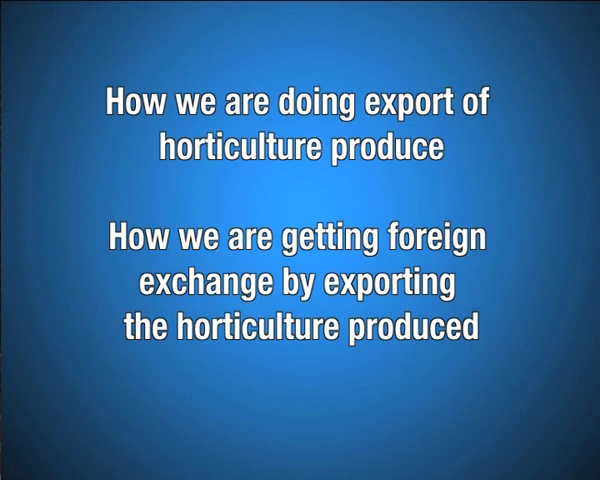 How we are doing export of
horticulture produce
How we are getting foreign
exchange by exporting
the horticulture produced